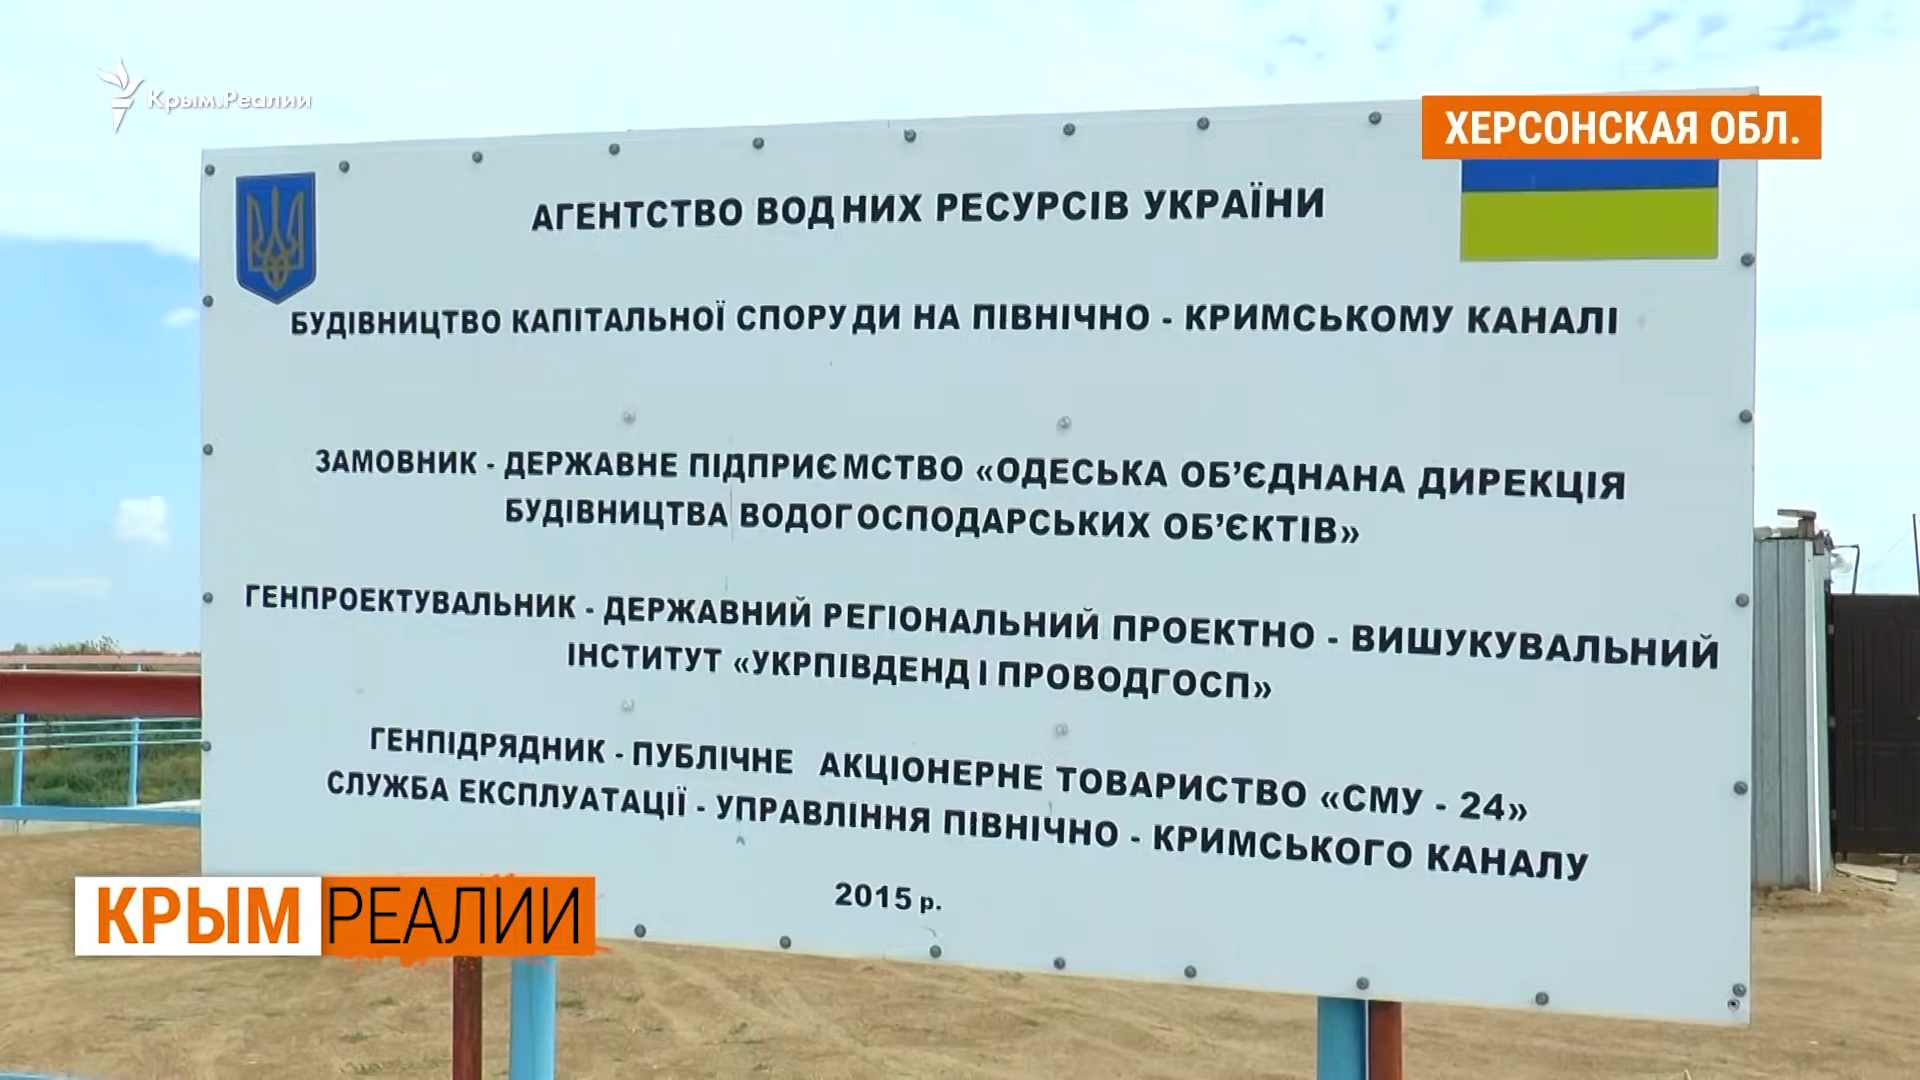 Крым.Реалии
ХЕРСОНСКАЯ ОБЛ.
АГЕНТСТВО ВОДНИХ РЕСУРСІВ УКРАЇНИ
БУДІВНИЦТВО КАПІТАЛЬНОЇ СПОРУДИ НА ПІВНІЧНО - КРИМСЬКОМУ КАНАЛІ
ЗАМОВНИК - ДЕРЖАВНЕ ПІДПРИЄМСТВО «ОДЕСЬКА ОБ’ЄДНАНА ДИРЕКЦІЯ
БУДІВНИЦТВА ВОДОГОСПОДАРСЬКИХ ОБ’ЄКТІВ»
ГЕНПРОЕКТУВАЛЬНИК - ДЕРЖАВНИЙ РЕГІОНАЛЬНИЙ ПРОЕКТНО - ВИШУКУВАЛЬНИЙ
ІНСТИТУТ «УКРПІВДЕНДІПРОВОДГОСП»
ГЕНПІДРЯДНИК - ПУБЛІЧНЕ АКЦІОНЕРНЕ ТОВАРИСТВО «СМУ - 24»
СЛУЖБА ЕКСПЛУАТАЦІЇ - УПРАВЛІННЯ ПІВНІЧНО - КРИМСЬКОГО КАНАЛУ
2015 р.
КРЫМ РЕАЛИИ